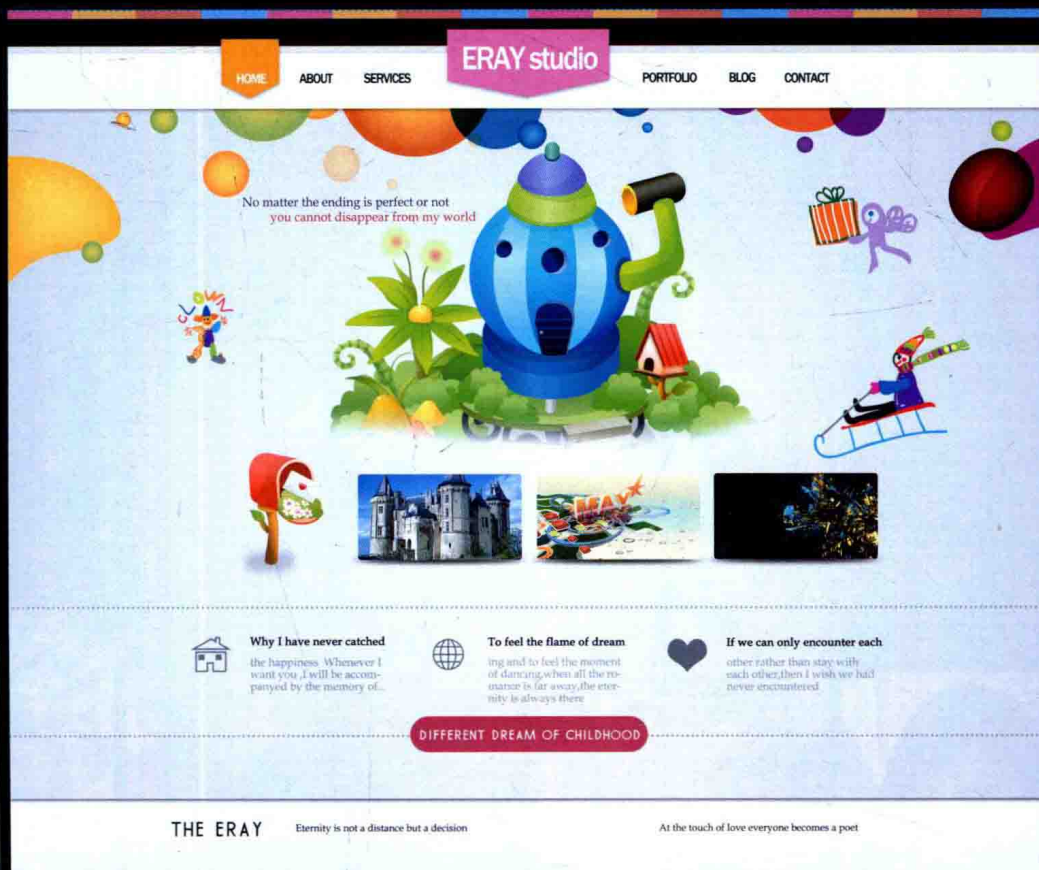 HOME
ABOUT
SERVICES
ERAY studio
PORTFOLIO
BLOG
CONTACT
No matter the ending is perfect or not
you cannot disappear from my world
CLOWN
MAY
Why I have never catched
the happiness Whenever I
want you ,I will be accom-
panyed by the memory of...
To feel the flame of dream
ing and to feel the moment
of dancing,when all the ro-
mance is far away,the eter-
nity is always there
If we can only encounter each
other rather than stay with
each other,then I wish we had
never encountered
DIFFERENT DREAM OF CHILDHOOD
THE ERAY
Eternity is not a distance but a decision
At the touch of love everyone becomes a poet